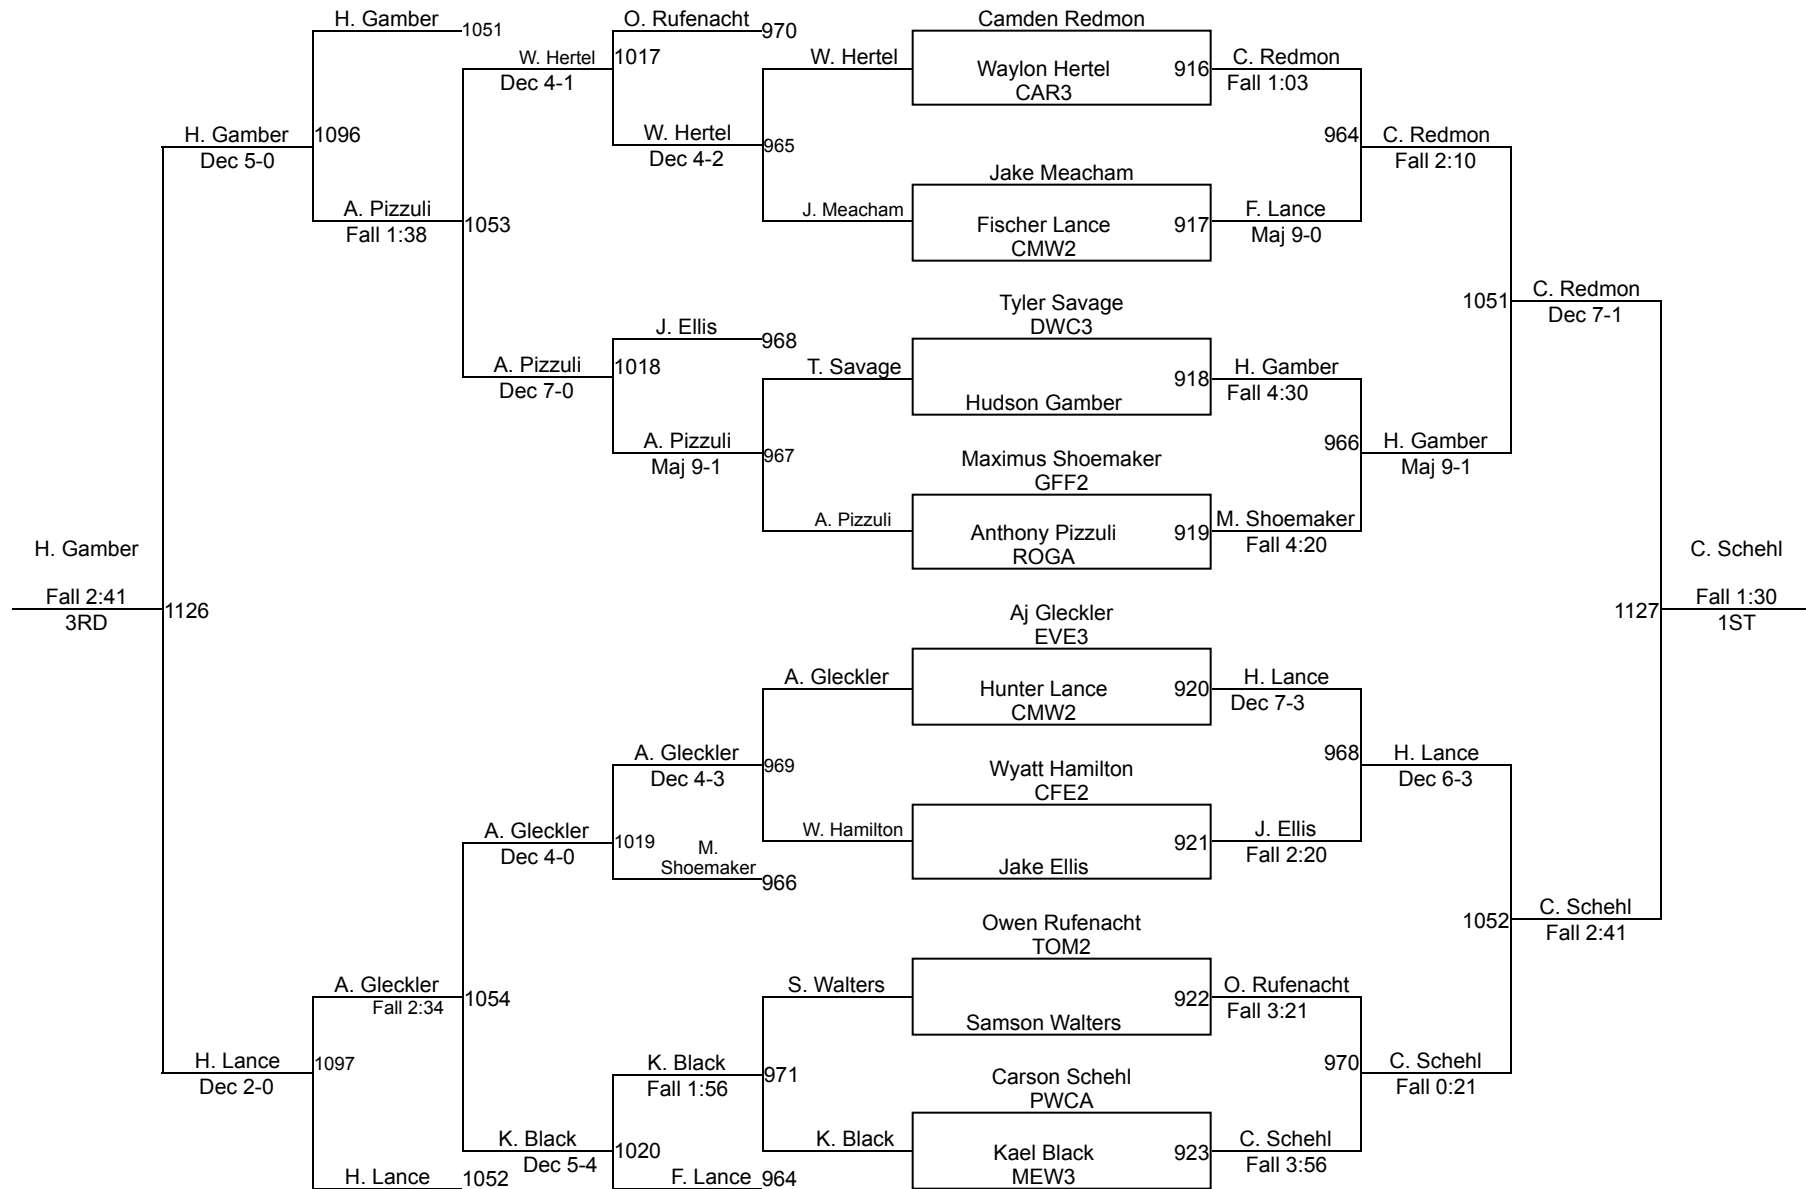 H. Gamber
1051
O. Rufenacht
970
Camden Redmon
W. Hertel
Dec 4-1
1017
W. Hertel
Waylon Hertel
CAR3
916
C. Redmon
Fall 1:03
H. Gamber
Dec 5-0
1096
W. Hertel
Dec 4-2
965
964
C. Redmon
Fall 2:10
Jake Meacham
A. Pizzuli
Fall 1:38
1053
J. Meacham
Fischer Lance
CMW2
917
F. Lance
Maj 9-0
Tyler Savage
DWC3
1051
C. Redmon
Dec 7-1
J. Ellis
968
A. Pizzuli
Dec 7-0
1018
T. Savage
918
Hudson Gamber
H. Gamber
Fall 4:30
A. Pizzuli
Maj 9-1
967
966
H. Gamber
Maj 9-1
Maximus Shoemaker
GFF2
A. Pizzuli
Anthony Pizzuli
ROGA
919
M. Shoemaker
Fall 4:20
H. Gamber
Fall 2:41
3RD
1126
C. Schehl
1127
Fall 1:30
1ST
Aj Gleckler
EVE3
A. Gleckler
Hunter Lance
CMW2
920
H. Lance
Dec 7-3
A. Gleckler
Dec 4-3
969
968
H. Lance
Dec 6-3
Wyatt Hamilton
CFE2
A. Gleckler
Dec 4-0
1019
M.
Shoemaker
966
W. Hamilton
921
Jake Ellis
J. Ellis
Fall 2:20
Owen Rufenacht
TOM2
1052
C. Schehl
Fall 2:41
A. Gleckler
Fall 2:34
1054
S. Walters
922
Samson Walters
O. Rufenacht
Fall 3:21
H. Lance
Dec 2-0
1097
K. Black
Fall 1:56
971
970
C. Schehl
Fall 0:21
Carson Schehl
PWCA
K. Black
Dec 5-4
1020
K. Black
Kael Black
MEW3
923
C. Schehl
Fall 3:56
H. Lance
1052
F. Lance
964